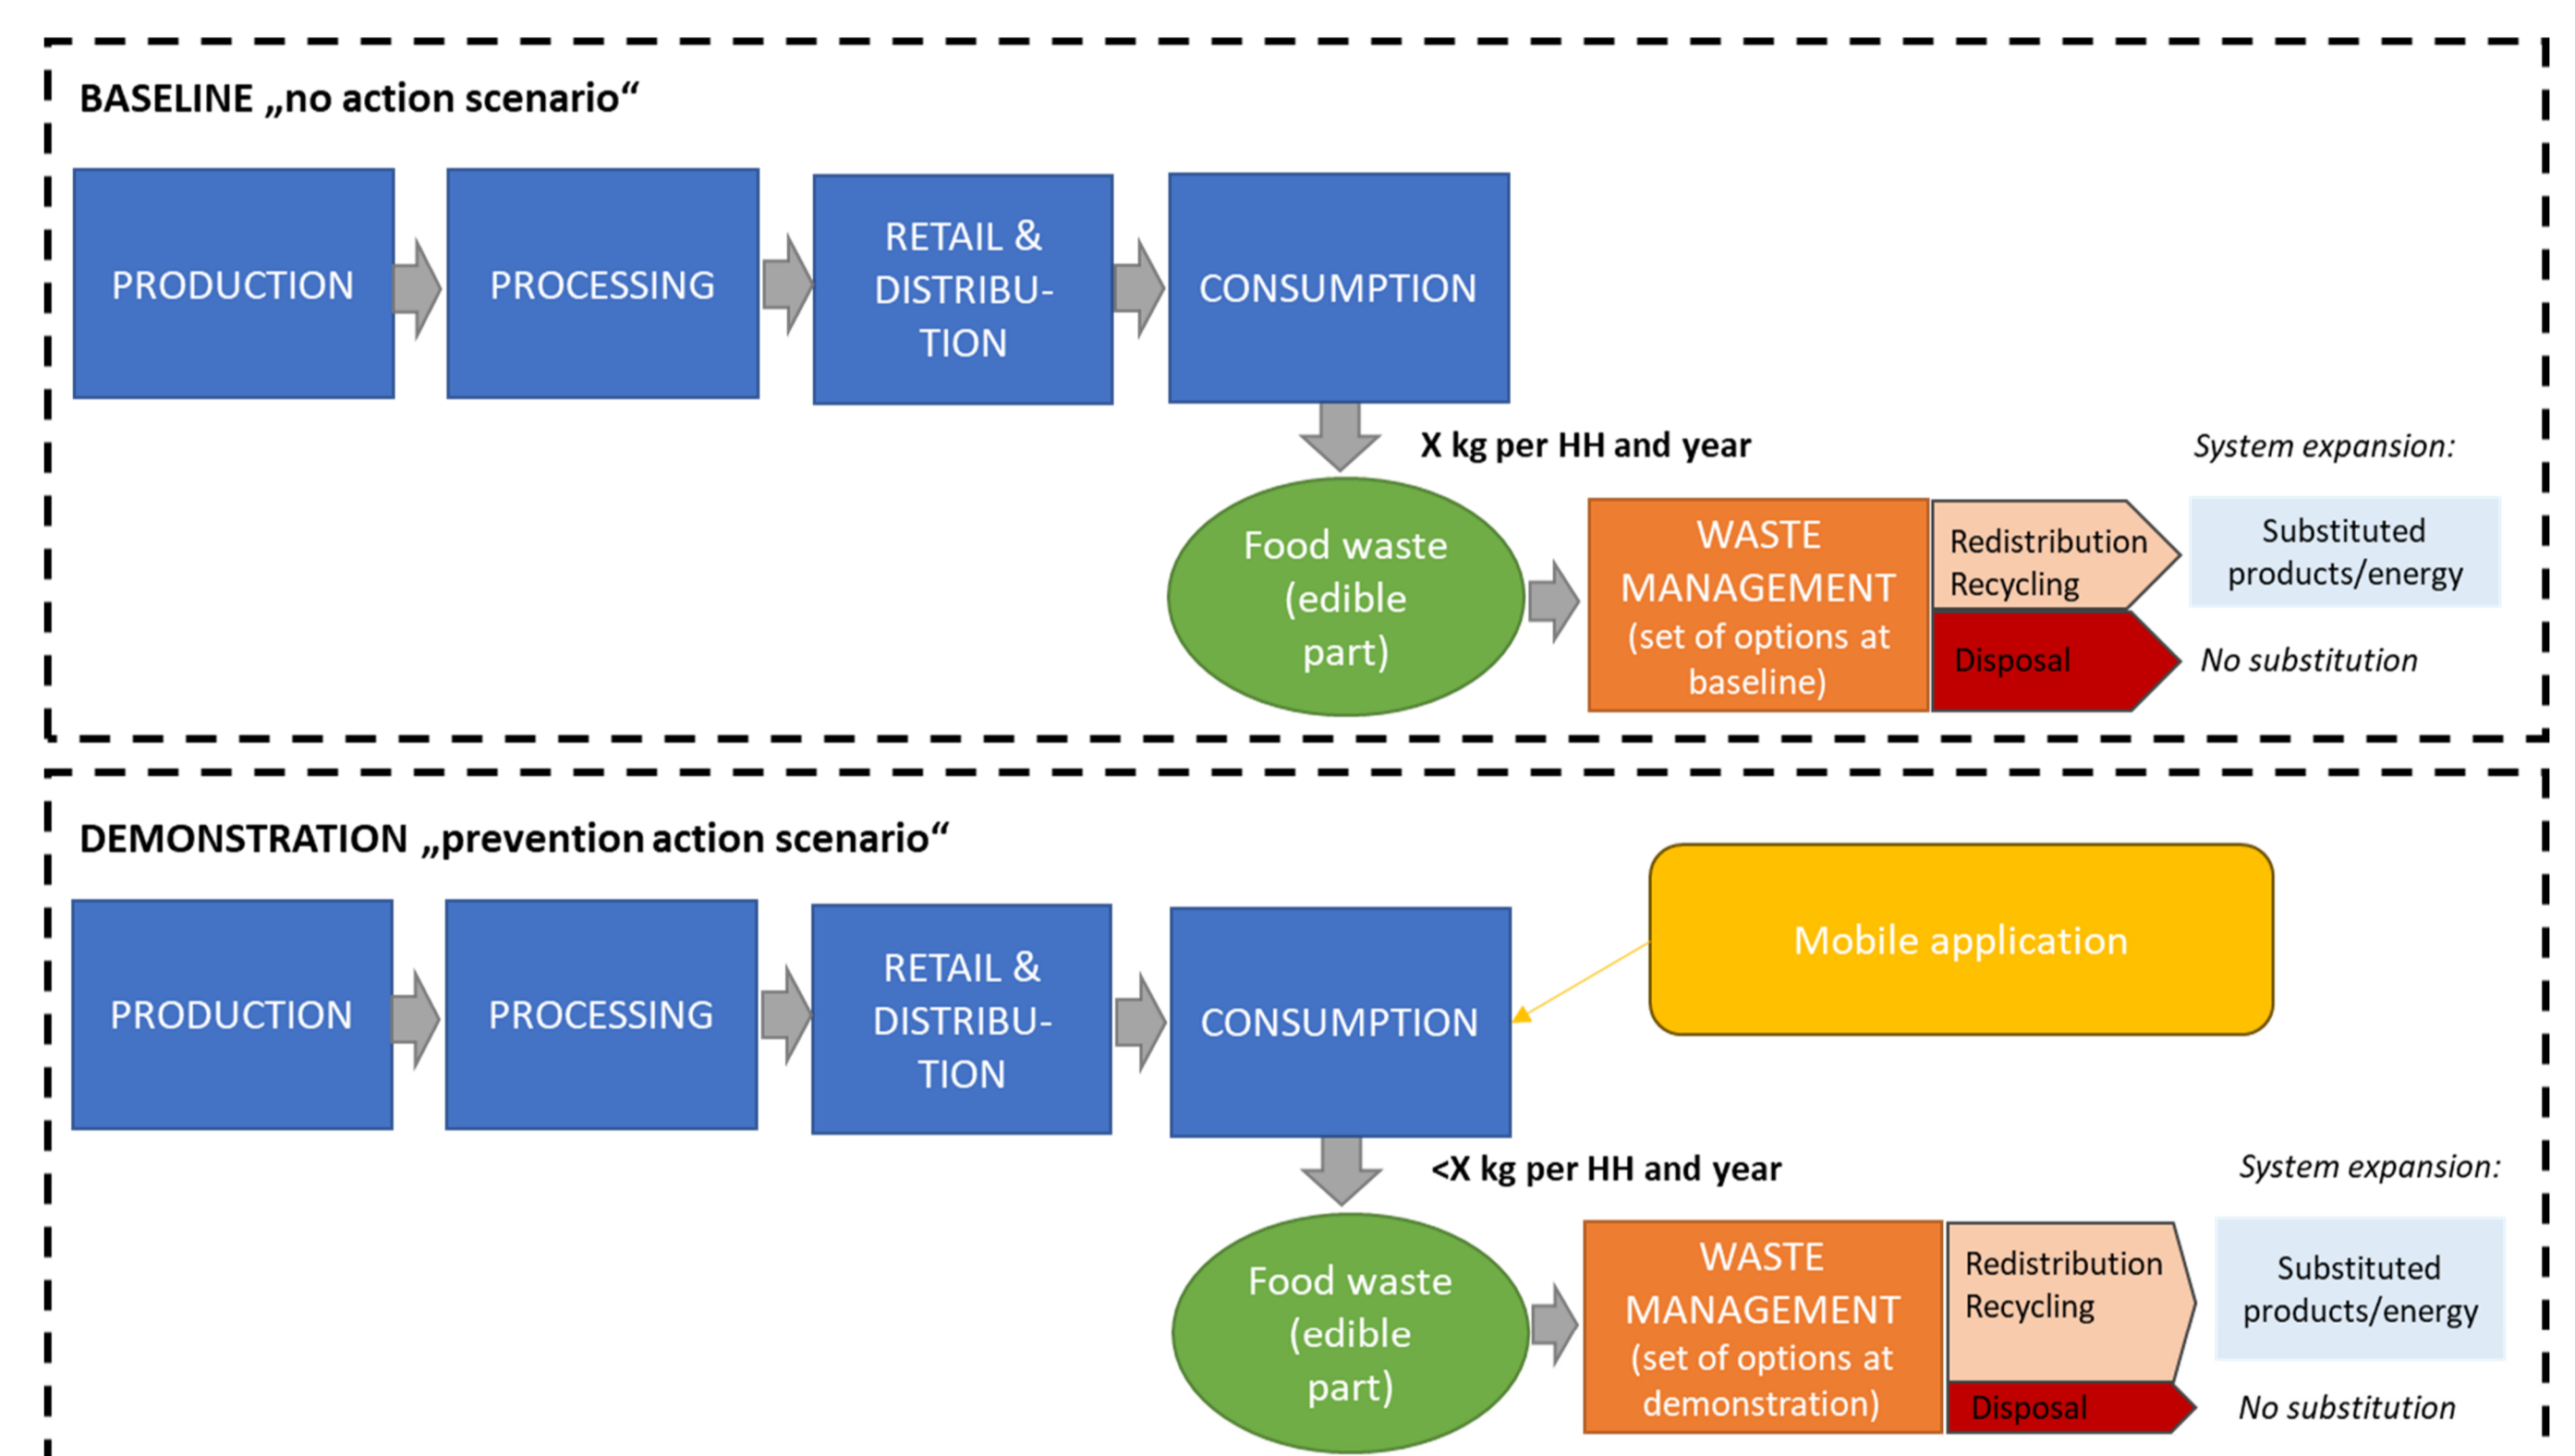 BASELINE „no action scenario“
PRODUCTION
PROCESSING
RETAIL &
DISTRIBU-
TION
CONSUMPTION
X kg per HH and year
System expansion:
Food waste
(edible
part)
WASTE
MANAGEMENT
(set of options at
baseline)
Redistribution
Recycling
Disposal
Substituted
products/energy
No substitution
DEMONSTRATION „prevention action scenario“
PRODUCTION
PROCESSING
RETAIL &
DISTRIBU-
TION
CONSUMPTION
Mobile application
<X kg per HH and year
System expansion:
Food waste
(edible
part)
WASTE
MANAGEMENT
(set of options at
demonstration)
Redistribution
Recycling
Disposal
Substituted
products/energy
No substitution